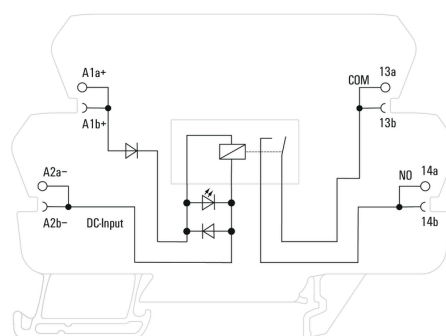 A1a+
A1b+
A2a−
A2b−
DC-Input
COM
13a
13b
NO
14a
14b